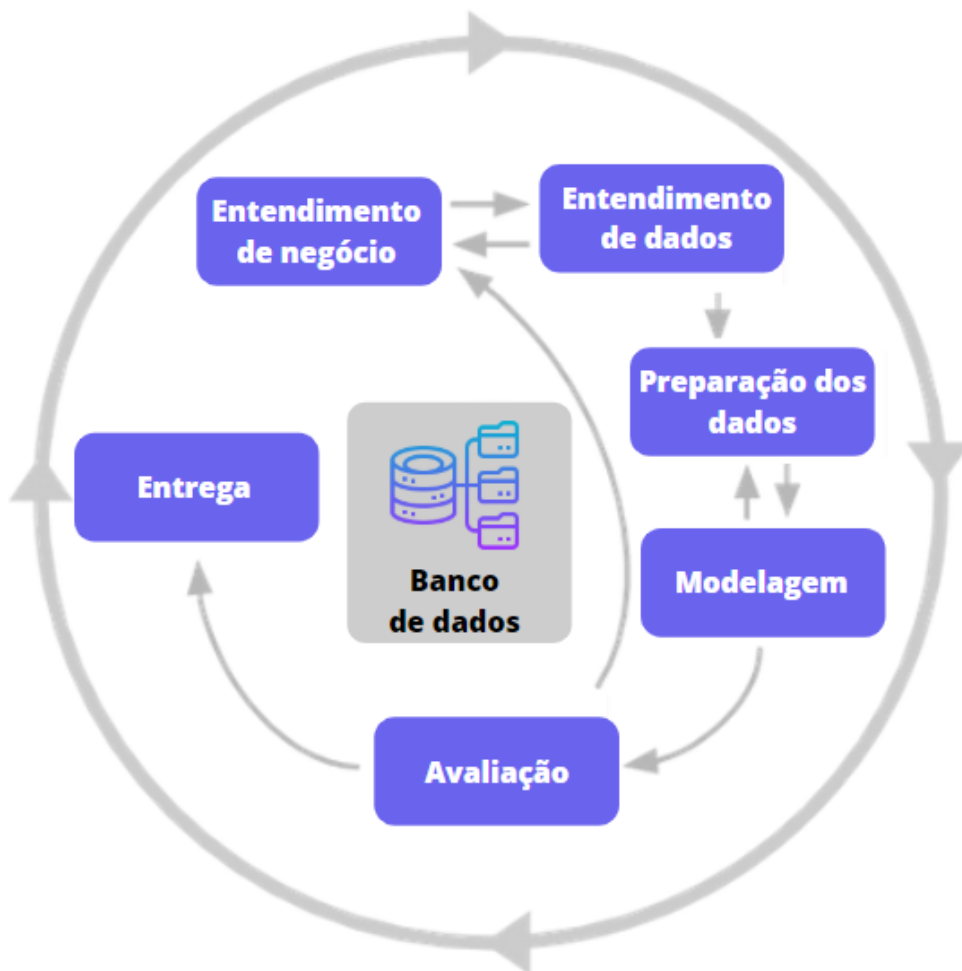 Entendimento
de negócio
Entendimento
de dados
Preparação dos
dados
Entrega
Banco
de dados
Modelagem
Avaliação